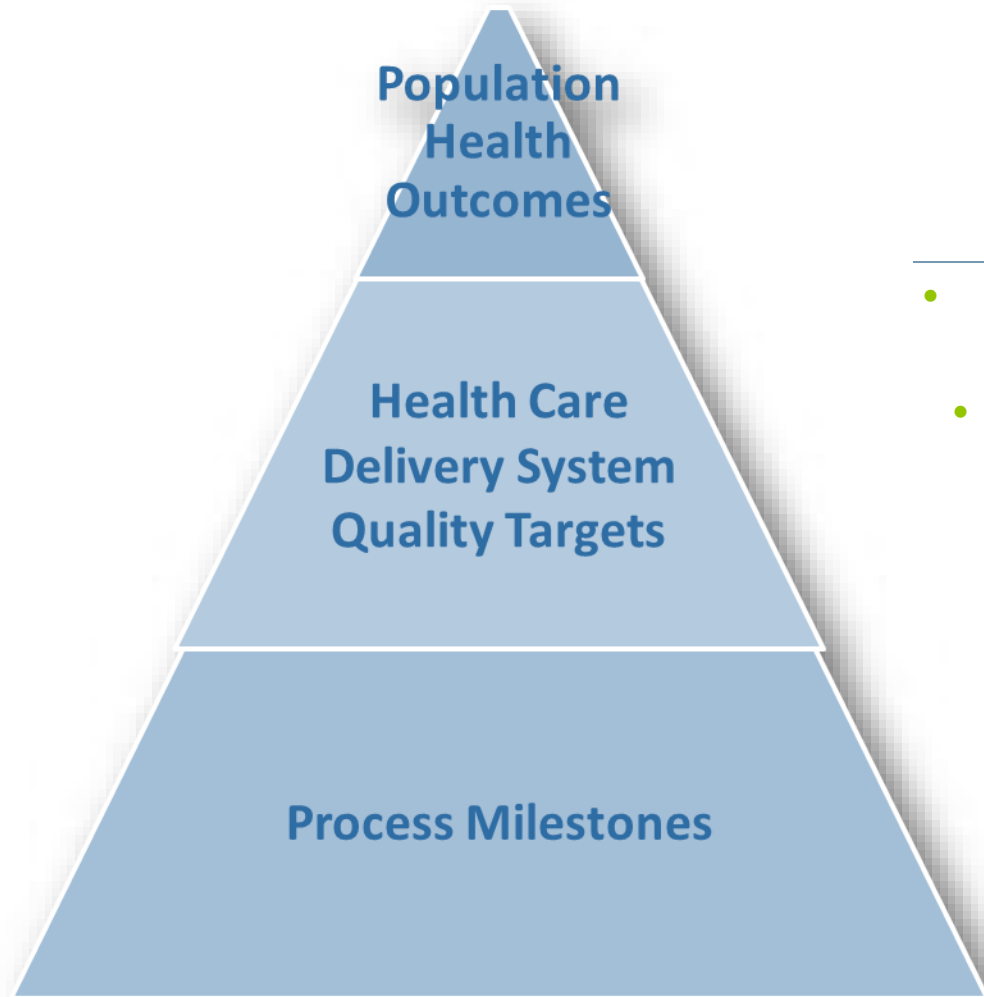 Population
Health
Outcomes
Health Care
Delivery System
Quality Targets
Process Milestones